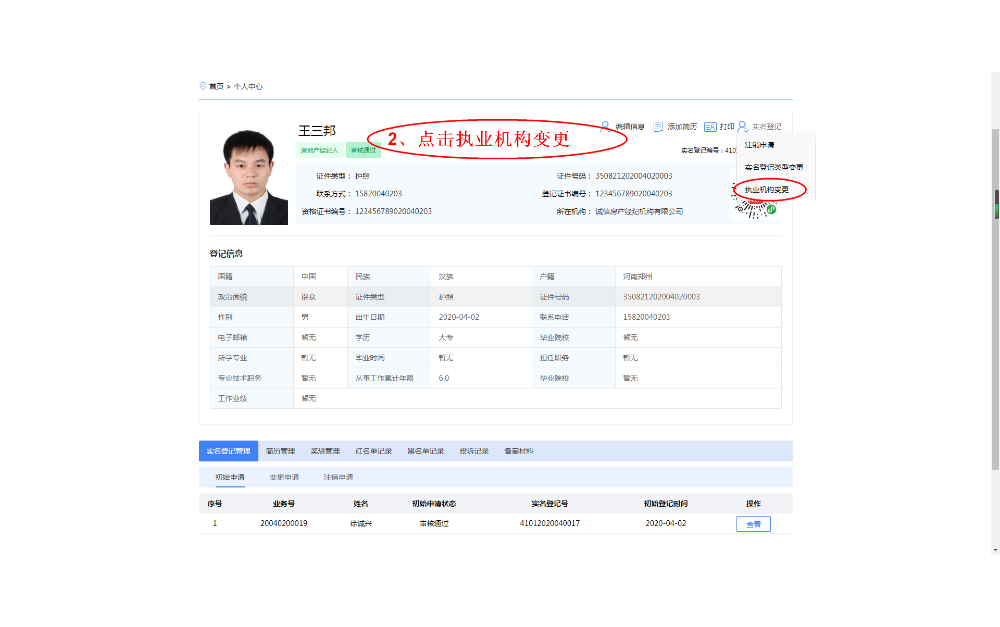 首页 > 个人中心
王三邦
2、点击执业机构变更
编辑信息 添加简历 打印 实名登记
房地产经纪人 审核通过
实名登记编号：410
注销申请
实名登记类型变更
执业机构变更
证件类型： 护照 证件号码： 350821202004020003
联系方式： 15820040203 登记证书编号： 123456789020040203
资格证书编号： 123456789020040203 所在机构： 诚信房产经纪机构有限公司
登记信息
国籍 中国 民族 汉族 户籍 河南郑州
政治面貌 群众 证件类型 护照 证件号码 350821202004020003
性别 男 出生日期 2020-04-02 联系电话 15820040203
电子邮箱 暂无 学历 大专 毕业院校 暂无
所学专业 暂无 毕业时间 暂无 担任职务 暂无
专业技术职务 暂无 从事工作累计年限 6.0 毕业院校 暂无
工作业绩 暂无
实名登记管理 简历管理 奖惩管理 红名单记录 黑名单记录 投诉记录 备案材料
初始申请 变更申请 注销申请
序号 业务号 姓名 初始申请状态 实名登记号 初始登记时间 操作
1 20040200019 徐诚兴 审核通过 41012020040017 2020-04-02 查看